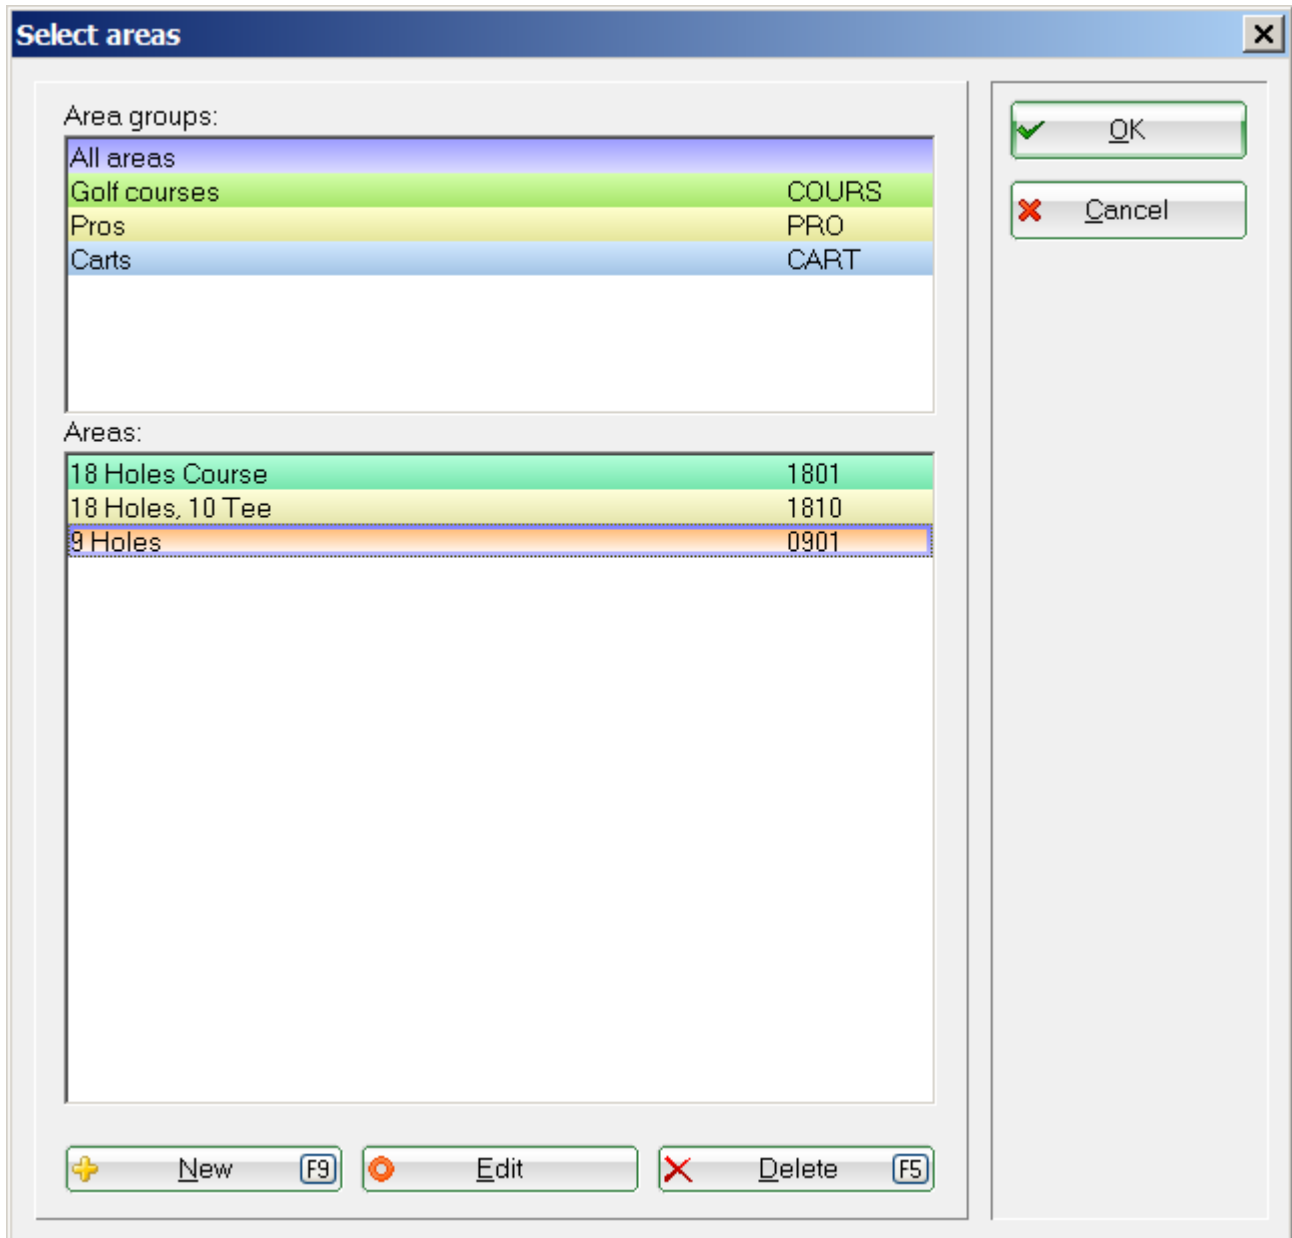 Select areas
Area groups:
All areas
Golf courses COURS
Pros PRO
Carts CART
Areas:
18 Holes Course 1801
18 Holes, 10 Tee 1810
9 Holes 0901
New F9
Edit
Delete F5
OK
Cancel